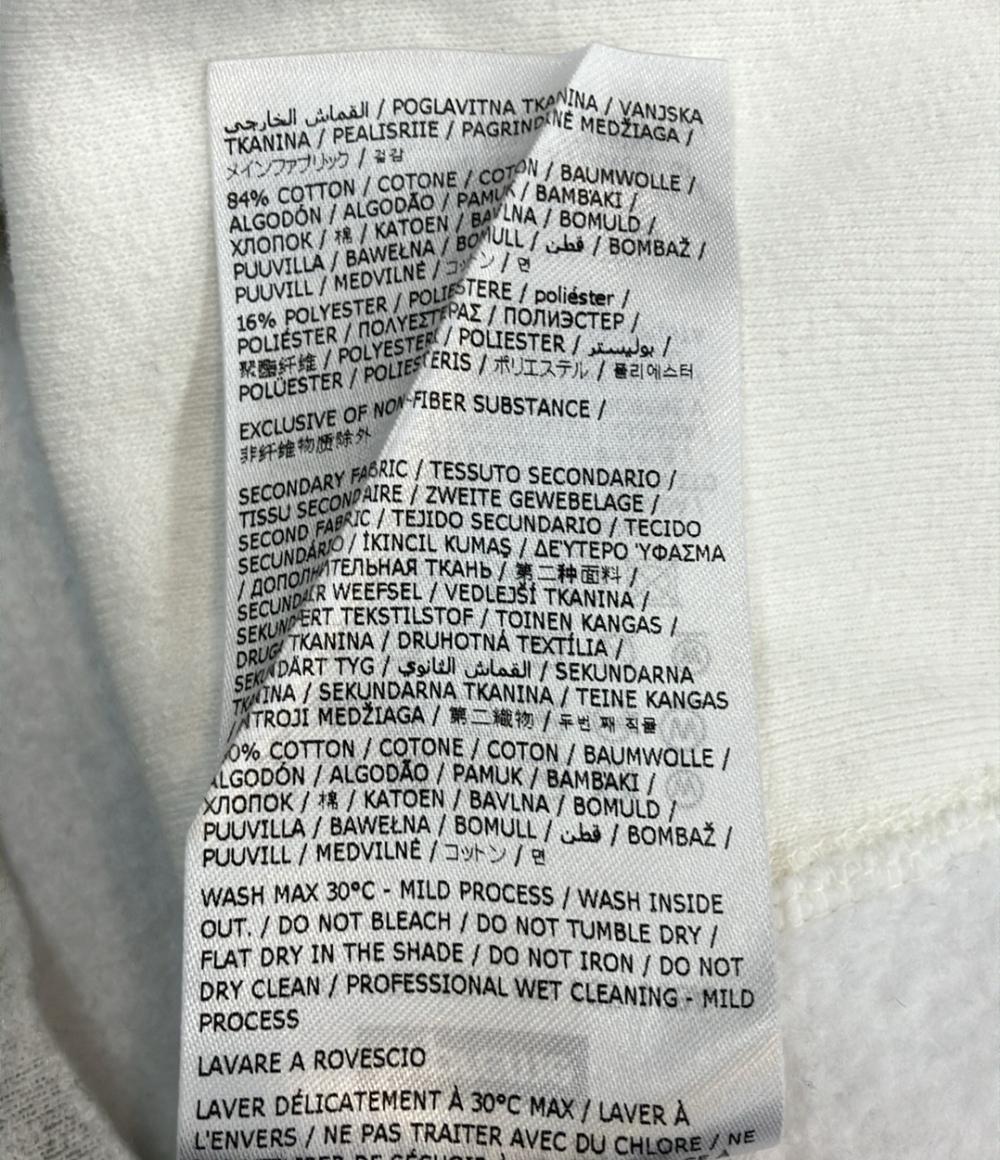 القماش الخارجي / POGLAVITNA TKANINA / VANJSKA
TKANINA / PEALISRIIE / PAGRINDINĖ MEDŽIAGA /
メインファブリック / 겉감
84% COTTON / COTONE / COTON / BAUMWOLLE /
ALGODÓN / ALGODÃO / PAMUK / ΒΑΜΒΆΚΙ /
ХЛОПОК / 棉 / KATOEN / BAVLNA / BOMULD /
PUUVILLA / BAWEŁNA / BOMULL / قطن / BOMBAŽ /
PUUVILL / MEDVILNĖ / コットン / 면
16% POLYESTER / POLIESTERE / poliéster /
POLIÉSTER / ΠΟΛΥΕΣΤΕΡΑΣ / ПОЛИЭСТЕР /
聚酯纤维 / POLYESTERI / POLIESTER / بوليستر /
POLÜESTER / POLIESTERIS / ポリエステル / 폴리에스터
EXCLUSIVE OF NON-FIBER SUBSTANCE /
非纤维物质除外
SECONDARY FABRIC / TESSUTO SECONDARIO /
TISSU SECONDAIRE / ZWEITE GEWEBELAGE /
SECOND FABRIC / TEJIDO SECUNDARIO / TECIDO
SECUNDÁRIO / İKINCIL KUMAŞ / ΔΕΥΤΕΡΟ ΎΦΑΣΜΑ
/ ДОПОЛНИТЕЛЬНАЯ ТКАНЬ / 第二种面料 /
SECUNDAIR WEEFSEL / VEDLEJŠÍ TKANINA /
SEKUNDÆRT TEKSTILSTOF / TOINEN KANGAS /
DRUGA TKANINA / DRUHOTNÁ TEXTÍLIA /
SEKUNDÄRT TYG / القماش الثانوي / SEKUNDARNA
TKANINA / SEKUNDARNA TKANINA / TEINE KANGAS
/ ANTROJI MEDŽIAGA / 第二織物 / 두번 째 직물
0% COTTON / COTONE / COTON / BAUMWOLLE /
ALGODÓN / ALGODÃO / PAMUK / ΒΑΜΒΆΚΙ /
ХЛОПОК / 棉 / KATOEN / BAVLNA / BOMULD /
PUUVILLA / BAWEŁNA / BOMULL / قطن / BOMBAŽ /
PUUVILL / MEDVILNĖ / コットン / 면
WASH MAX 30°C - MILD PROCESS / WASH INSIDE
OUT. / DO NOT BLEACH / DO NOT TUMBLE DRY /
FLAT DRY IN THE SHADE / DO NOT IRON / DO NOT
DRY CLEAN / PROFESSIONAL WET CLEANING - MILD
PROCESS
LAVARE A ROVESCIO
LAVER DÉLICATEMENT À 30°C MAX / LAVER À
L'ENVERS / NE PAS TRAITER AVEC DU CHLORE / NE